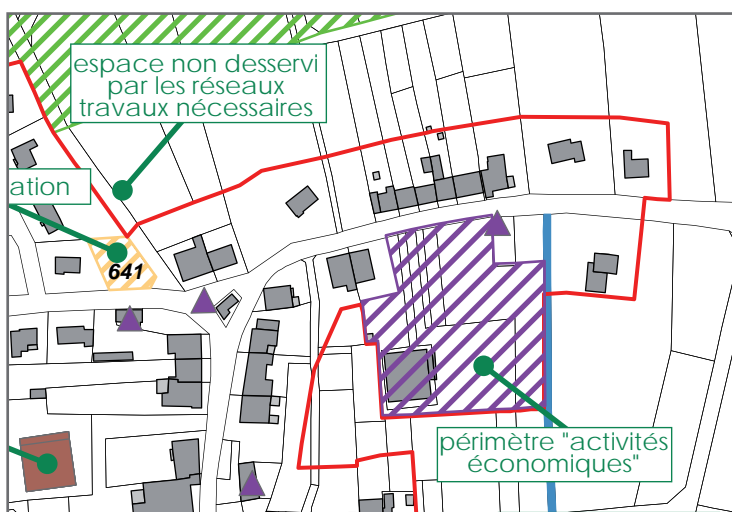 espace non desservi
par les réseaux
travaux nécessaires
ation
641
périmètre "activités
économiques"